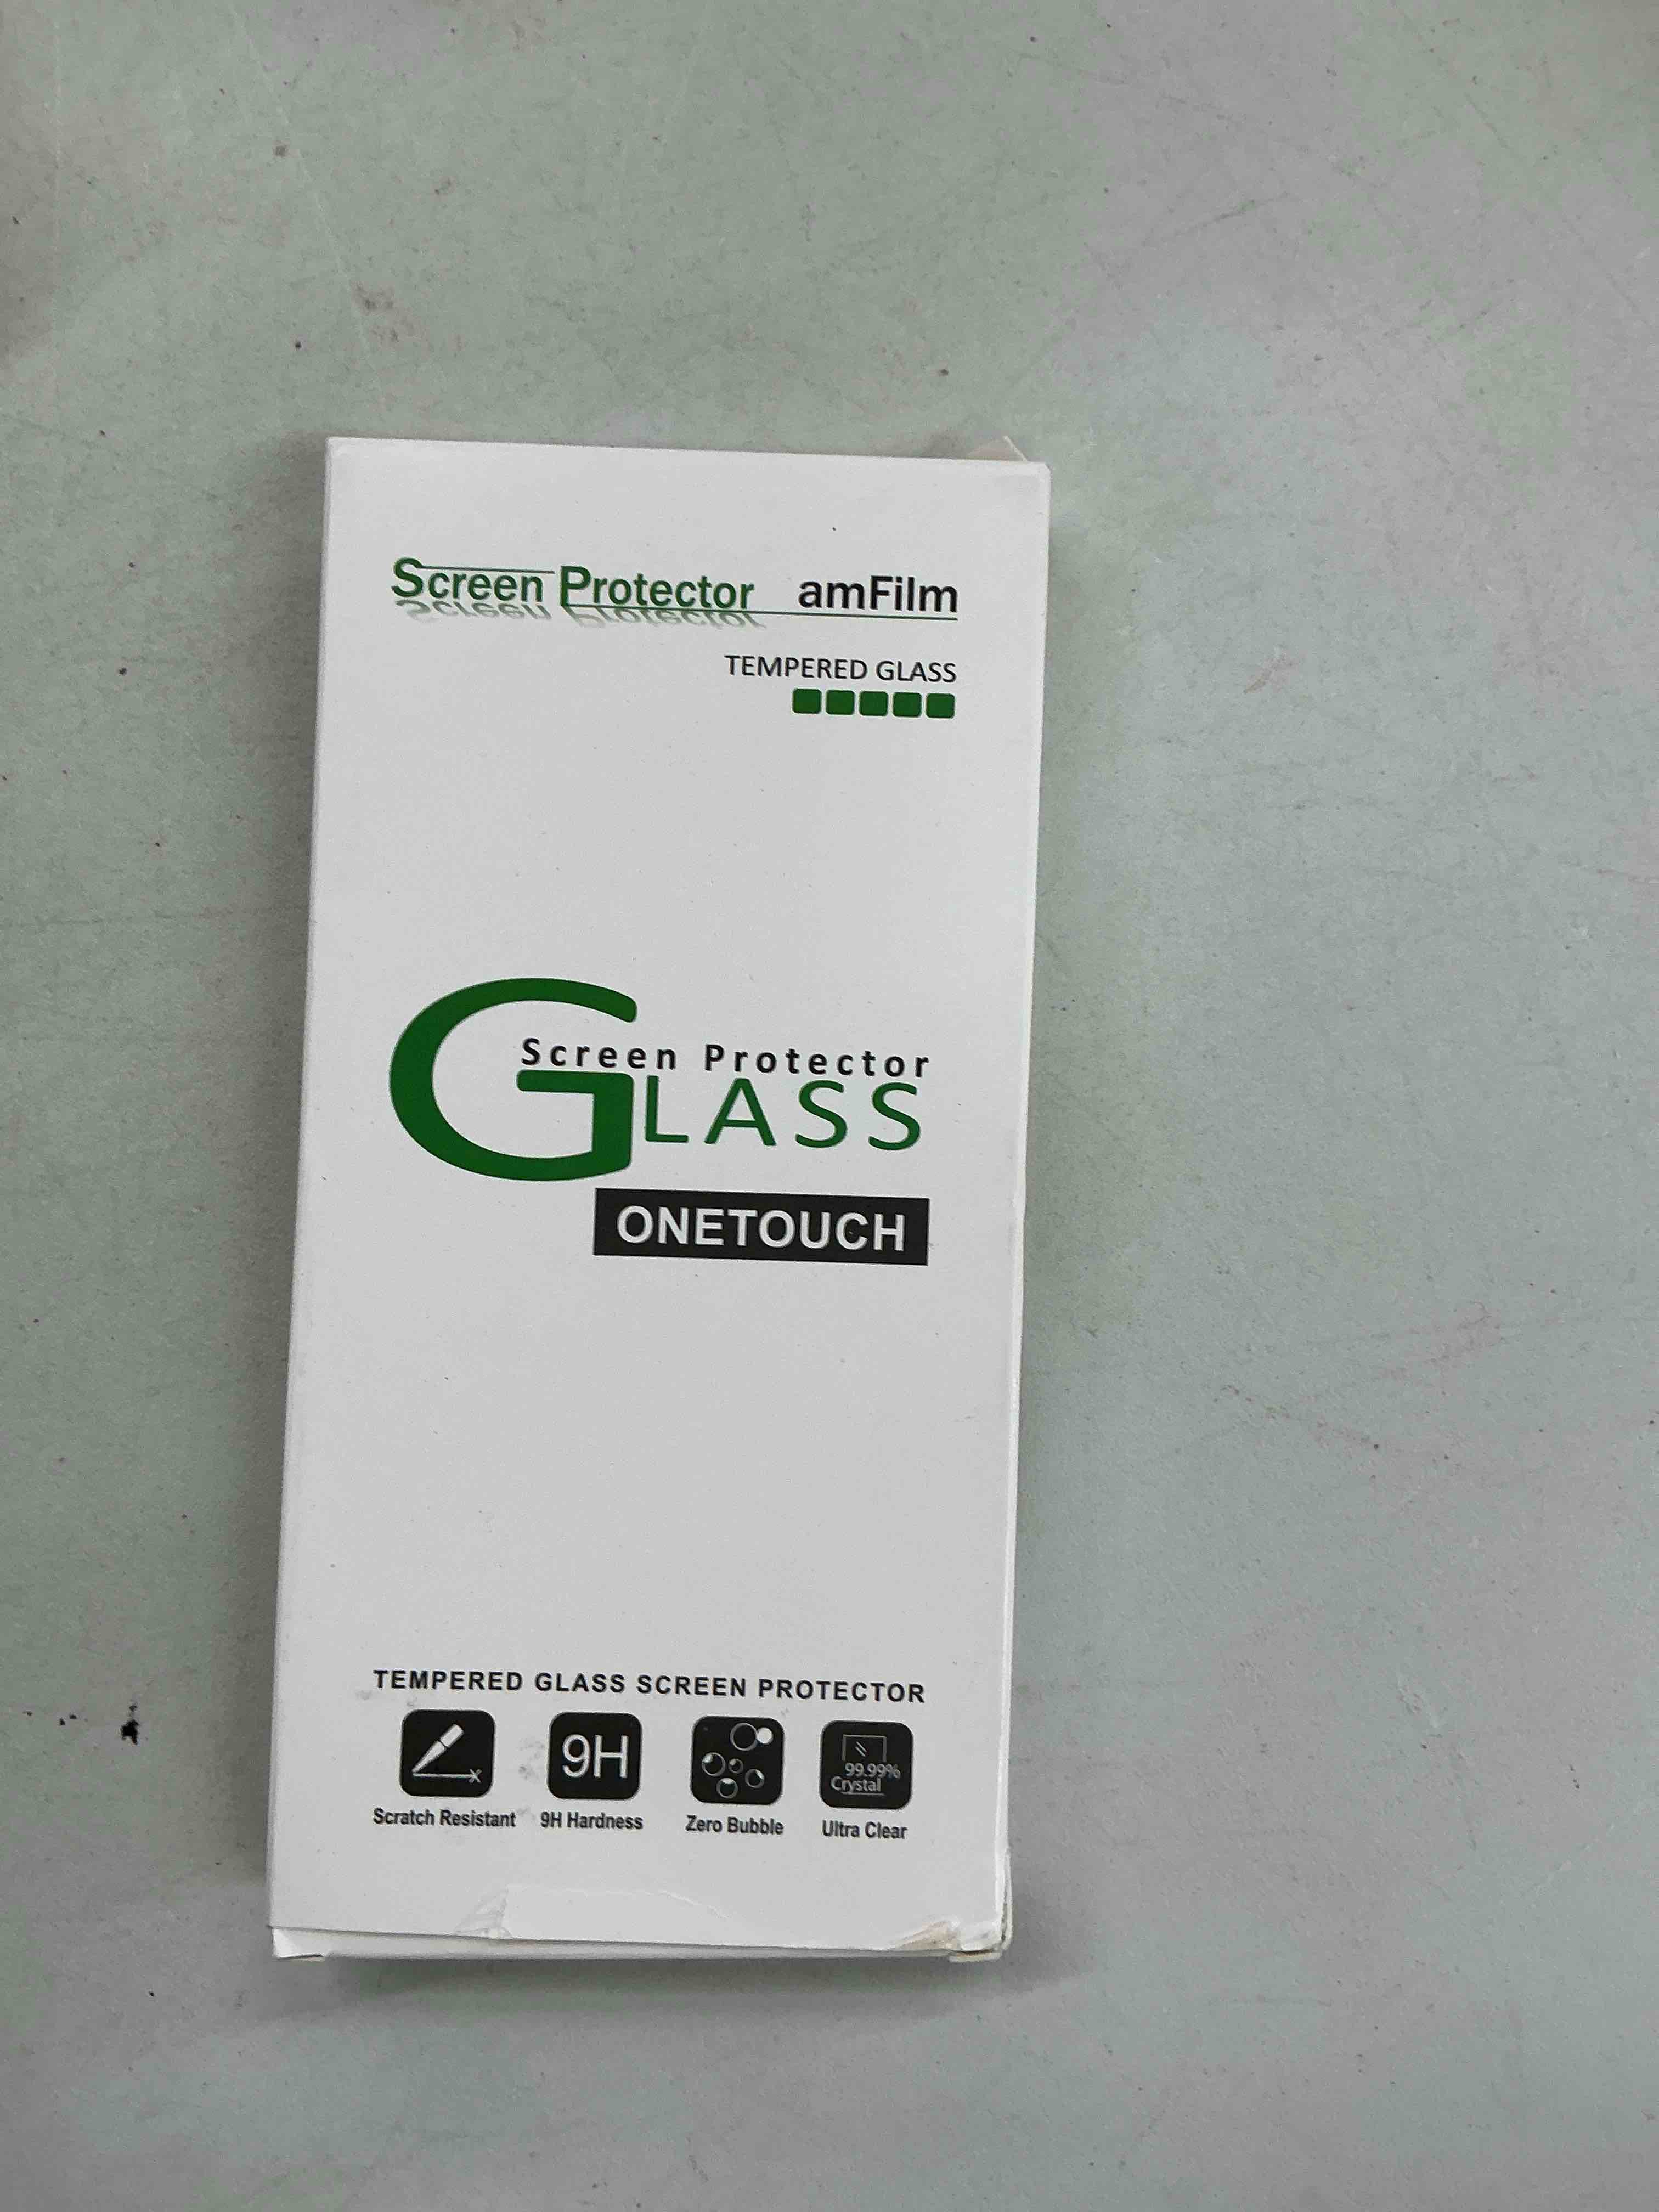 Screen Protector amFilm
TEMPERED GLASS
Screen Protector
GLASS
ONETOUCH
TEMPERED GLASS SCREEN PROTECTOR
9H
99.99%
Crystal
Scratch Resistant 9H Hardness Zero Bubble Ultra Clear